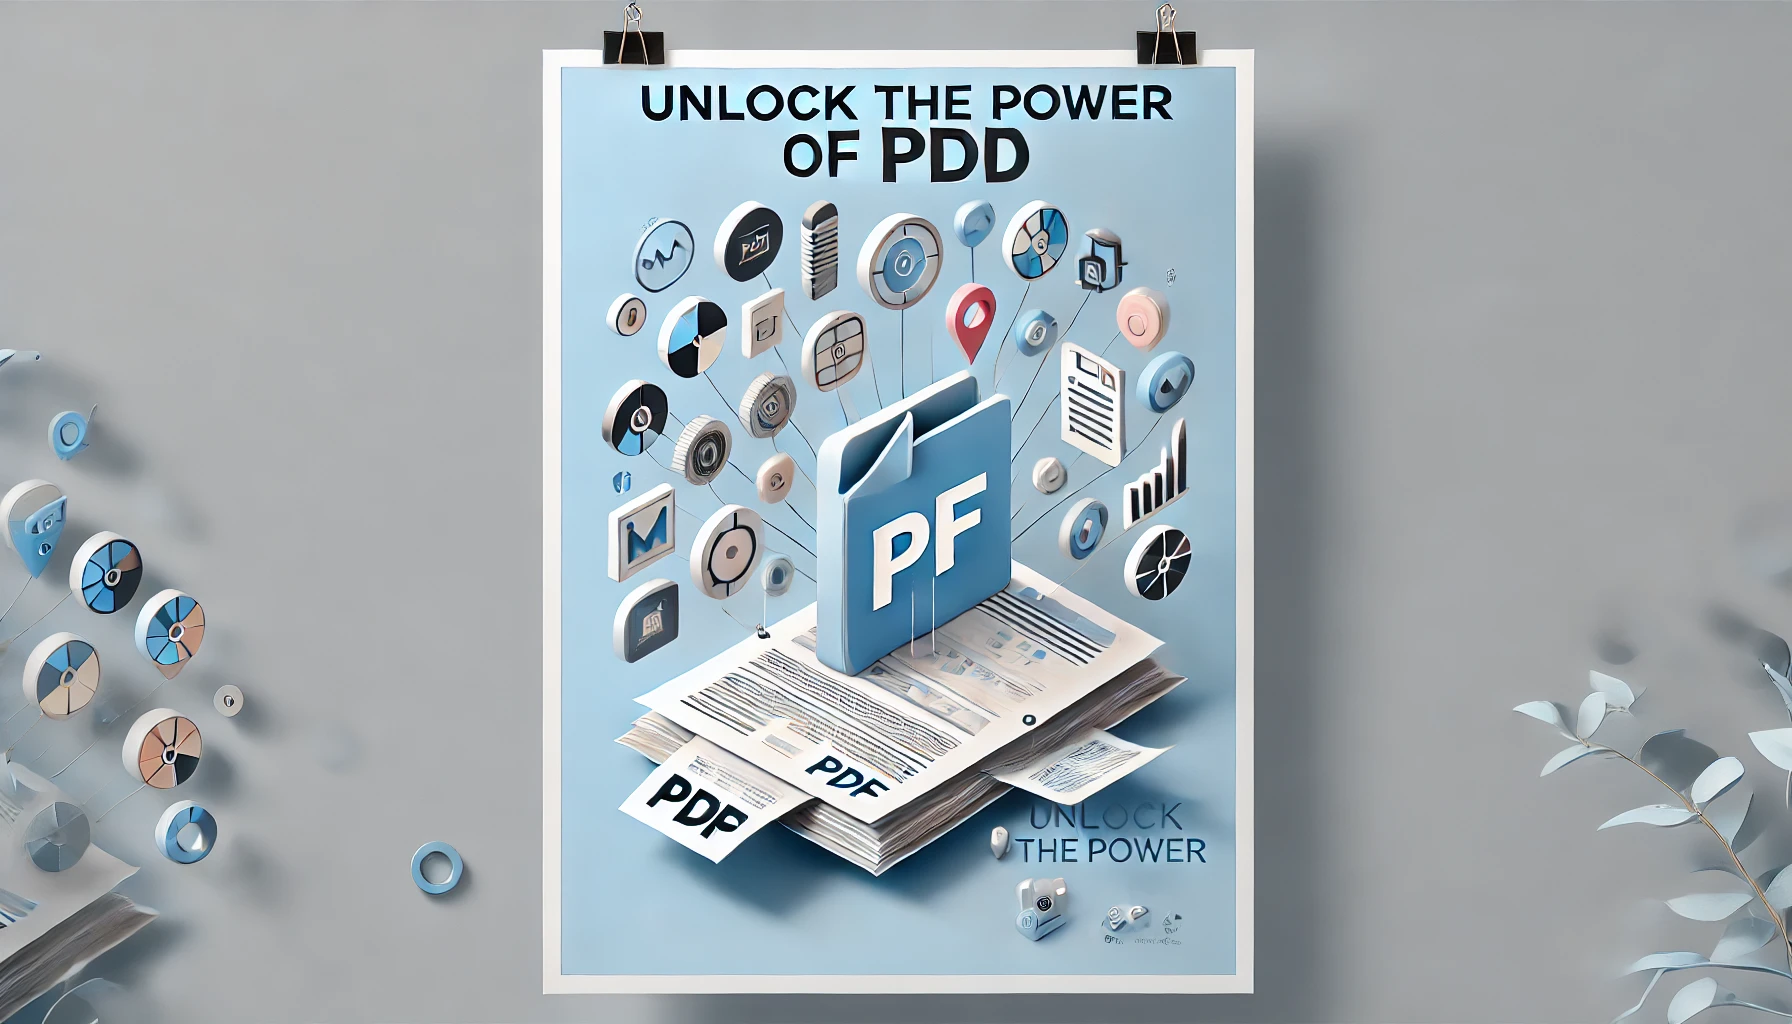 UNLOCK THE POWER
OF PDD
PF
PDF
PDF
UNLOCK
THE POWER